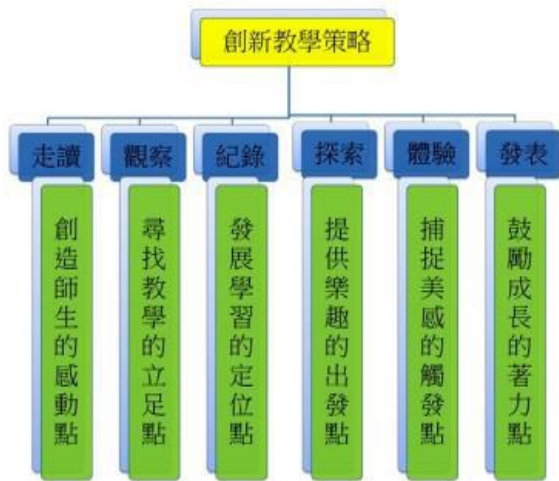 創新教學策略
走讀
觀察
紀錄
探索
體驗
發表
創造師生的感動點
尋找教學的立足點
發展學習的定位點
提供樂趣的出發點
捕捉美感的觸發點
鼓勵成長的著力點